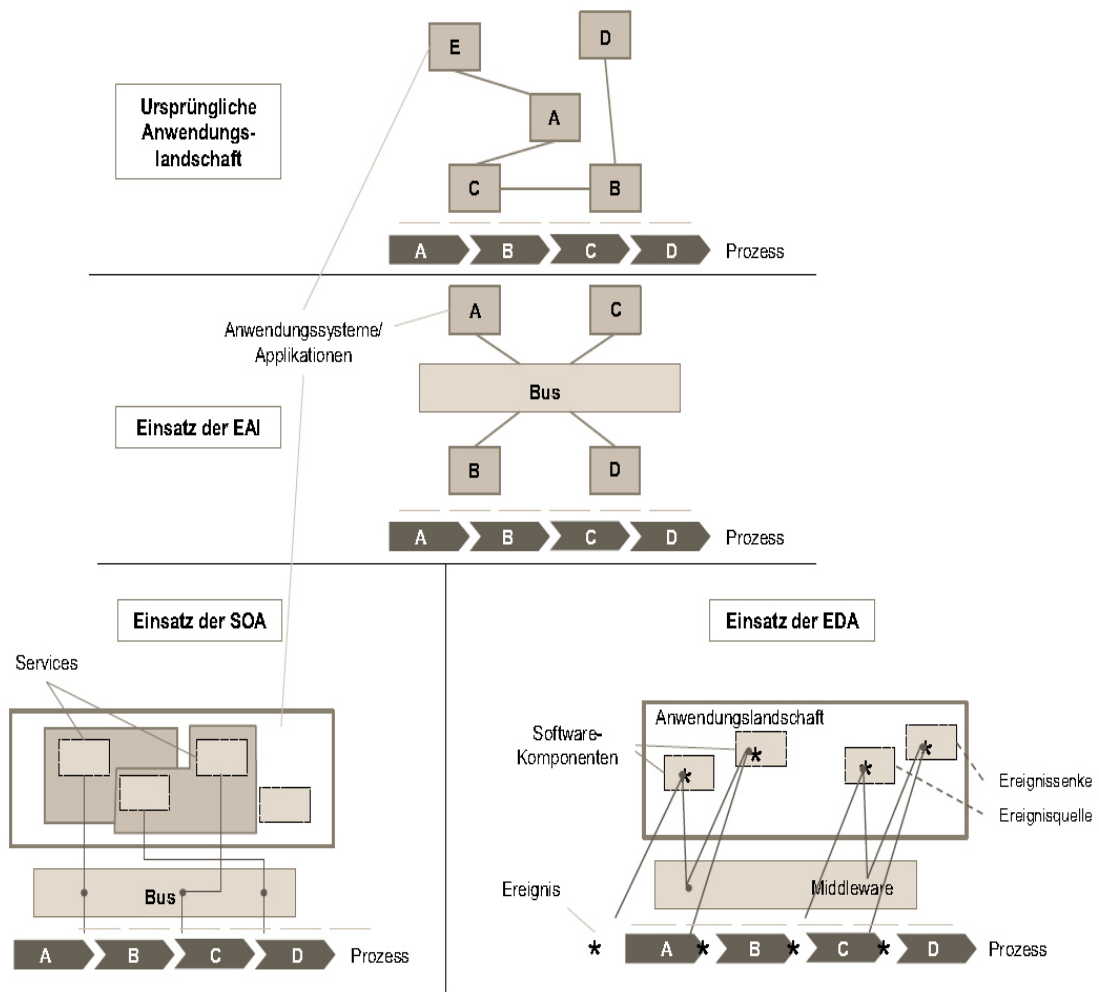 E
D
Ursprüngliche
Anwendungs-
landschaft
A
C
B
A B C D Prozess
A
C
Anwendungssysteme/
Applikationen
Bus
Einsatz der EAI
B
D
A B C D Prozess
Einsatz der SOA
Services
Bus
A B C D Prozess
Einsatz der EDA
Anwendungslandschaft
Software-
Komponenten
*
*
*
*
Ereignissenke
Ereignisquelle
Middleware
Ereignis
* A * B * C * D Prozess